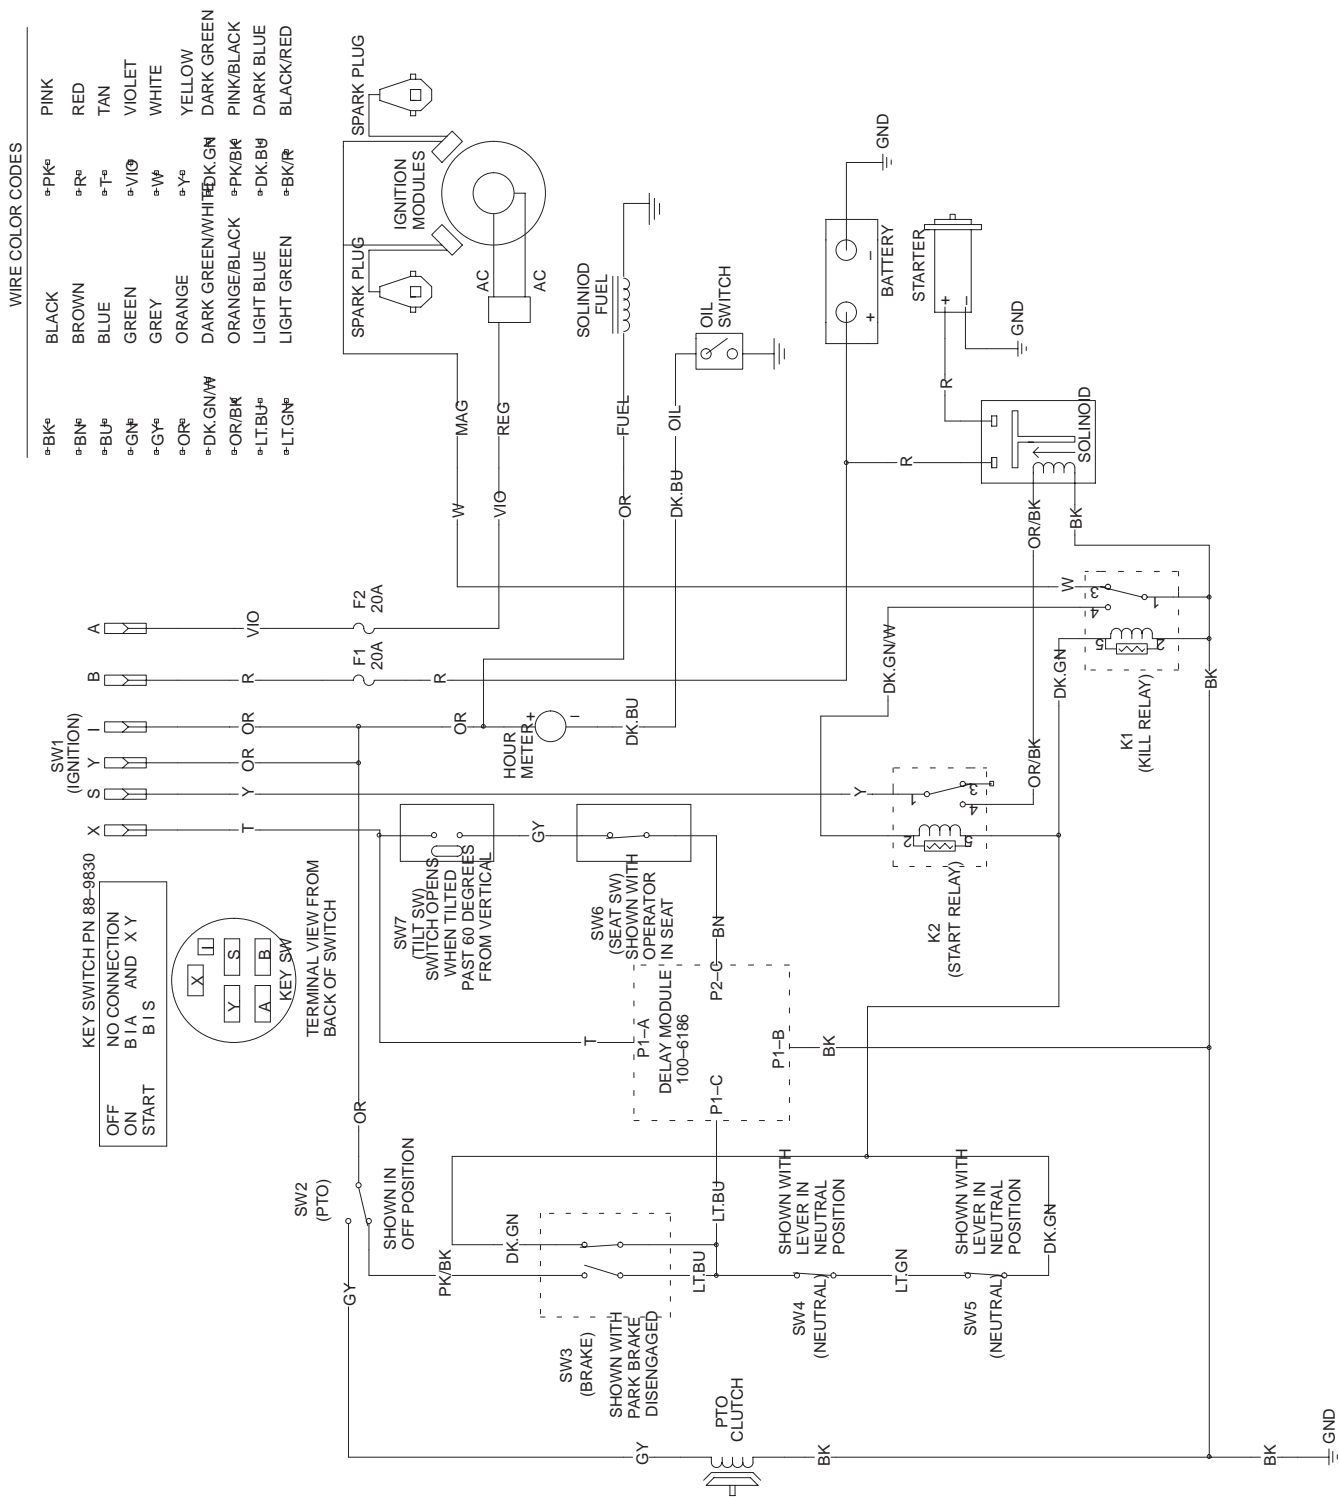 WIRE COLOR CODES
BK BLACK PK PINK
BN BROWN R RED
BU BLUE T TAN
GN GREEN VIO VIOLET
GY GREY W WHITE
OR ORANGE Y YELLOW
DK.GN/W DARK GREEN/WHITE DK.GN DARK GREEN
OR/BK ORANGE/BLACK PK/BK PINK/BLACK
LT.BU LIGHT BLUE DK.BU DARK BLUE
LT.GN LIGHT GREEN BK/R BLACK/RED
KEY SWITCH PN 88–9830
OFF NO CONNECTION
ON B I A AND X Y
START B I S
X
I
Y
S
A
B
KEY SW
TERMINAL VIEW FROM
BACK OF SWITCH
SW1
(IGNITION)
X
S
Y
I
B
A
T
Y
OR
OR
R
VIO
F1
20A
F2
20A
R
OR
HOUR
METER
+
–
DK.BU
W
MAG
VIO
REG
OR
FUEL
DK.BU
OIL
SPARK PLUG
SPARK PLUG
IGNITION
MODULES
AC
AC
SOLINIOD
FUEL
OIL
SWITCH
BATTERY
+
–
GND
STARTER
+
–
GND
R
R
SOLINOID
OR/BK
BK
W
3
4
1
5
2
K1
(KILL RELAY)
DK.GN/W
DK.GN
BK
OR/BK
Y
1
3
4
2
5
K2
(START RELAY)
SW7
(TILT SW)
SWITCH OPENS
WHEN TILTED
PAST 60 DEGREES
FROM VERTICAL
GY
SW6
(SEAT SW)
SHOWN WITH
OPERATOR
IN SEAT
BN
T
P1–A
P2–C
DELAY MODULE
100–6186
P1–C
P1–B
BK
OR
SW2
(PTO)
SHOWN IN
OFF POSITION
GY
PK/BK
DK.GN
SW3
(BRAKE)
SHOWN WITH
PARK BRAKE
DISENGAGED
LT.BU
LT.BU
SHOWN WITH
LEVER IN
NEUTRAL
POSITION
SW4
(NEUTRAL)
LT.GN
SHOWN WITH
LEVER IN
NEUTRAL
POSITION
SW5
(NEUTRAL)
DK.GN
GY
PTO
CLUTCH
BK
BK
GND